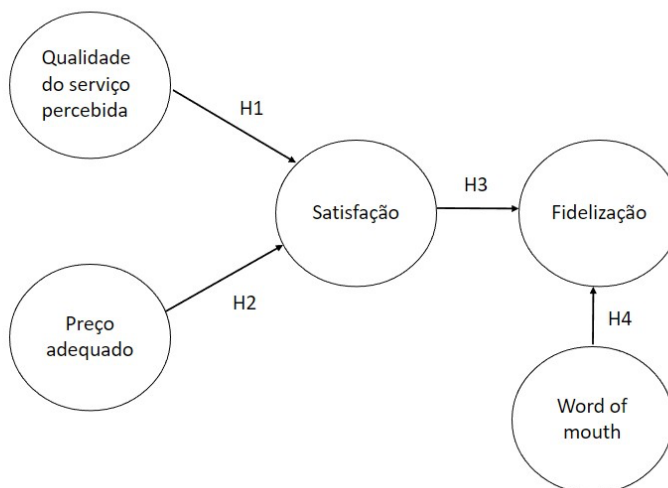 Qualidade
do serviço
percebida
H1
Satisfação
H3
Fidelização
H2
Preço
adequado
H4
Word of
mouth